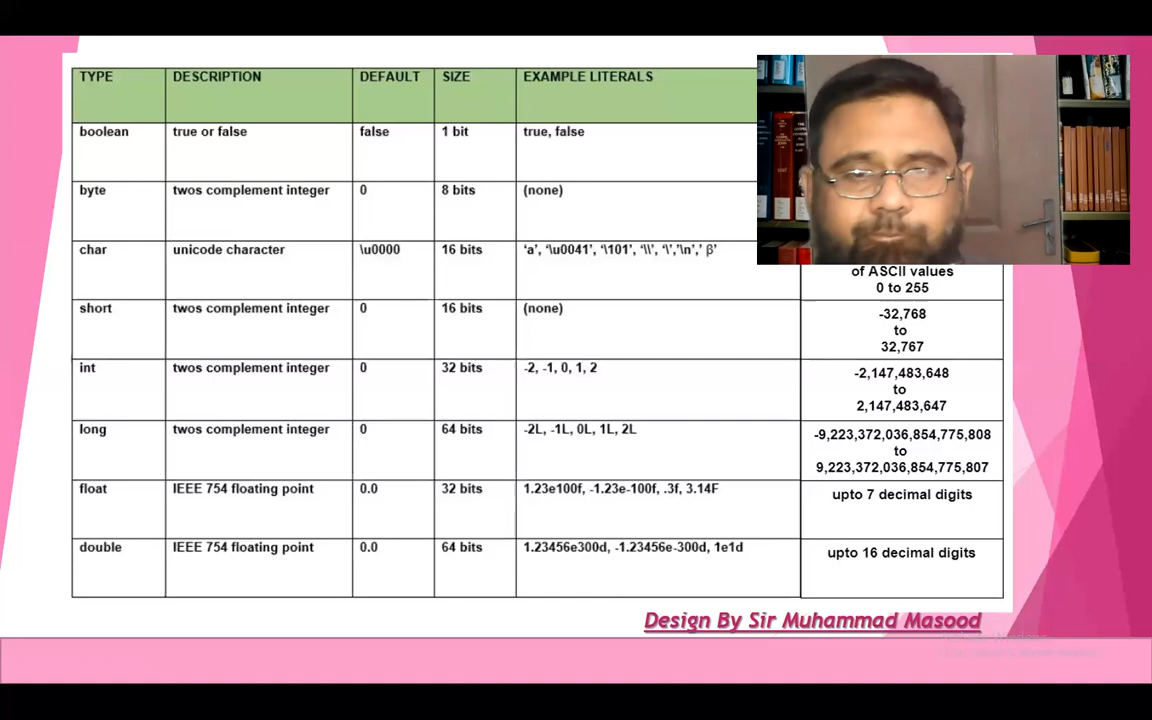 TYPE DESCRIPTION DEFAULT SIZE EXAMPLE LITERALS
boolean true or false false 1 bit true, false
byte twos complement integer 0 8 bits (none)
char unicode character \u0000 16 bits ‘a’, ‘\u0041’, ‘\101’, ‘\\’, ‘\’,’\n’,’ β’
of ASCII values
0 to 255
short twos complement integer 0 16 bits (none)
-32,768
to
32,767
int twos complement integer 0 32 bits -2, -1, 0, 1, 2
-2,147,483,648
to
2,147,483,647
long twos complement integer 0 64 bits -2L, -1L, 0L, 1L, 2L
-9,223,372,036,854,775,808
to
9,223,372,036,854,775,807
float IEEE 754 floating point 0.0 32 bits 1.23e100f, -1.23e-100f, .3f, 3.14F
upto 7 decimal digits
double IEEE 754 floating point 0.0 64 bits 1.23456e300d, -1.23456e-300d, 1e1d
upto 16 decimal digits
Design By Sir Muhammad Masood